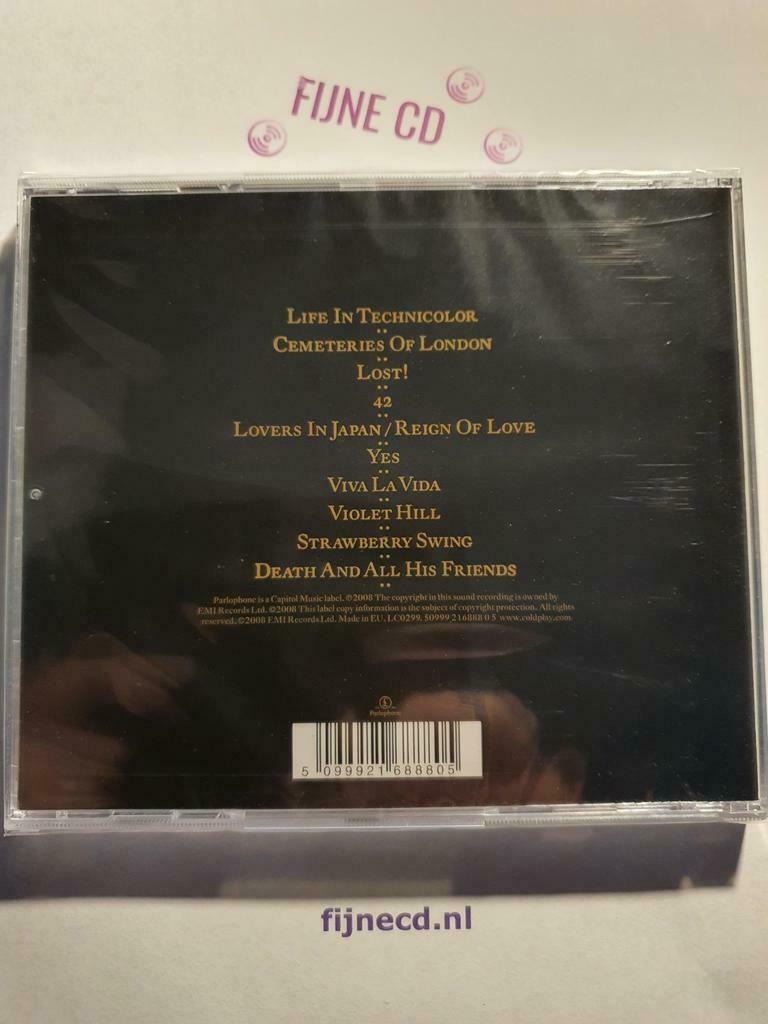 FIJNE CD
LIFE IN TECHNICOLOR
CEMETERIES OF LONDON
LOST!
42
LOVERS IN JAPAN / REIGN OF LOVE
YES
VIVA LA VIDA
VIOLET HILL
STRAWBERRY SWING
DEATH AND ALL HIS FRIENDS
Parlophone is a Capitol Music label. ℗2008 The copyright in this sound recording is owned by
EMI Records Ltd. ©2008 This label copy information is the subject of copyright protection. All rights
reserved. ©2008 EMI Records Ltd. Made in EU. LC0299. 50999 216888 0 5 www.coldplay.com
Parlophone
5 099921 688805
fijnecd.nl